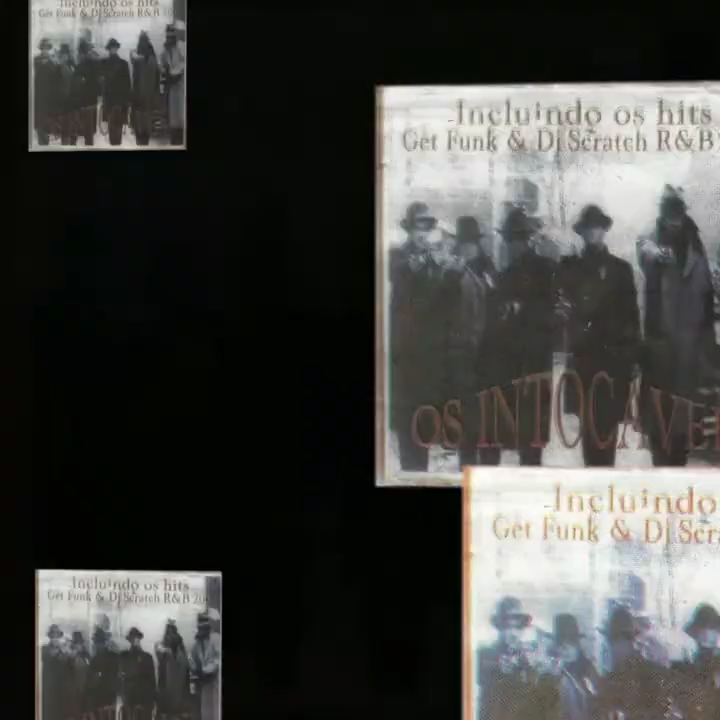 Incluindo os hits
Get Funk & Dj Scratch R&B
-Incluindo os hits
Get Funk & Dj Scratch R&B
OS INTOCAVEI
-Incluindo
Get Funk & Dj Scra
Incluindo os hits
Get Funk & Dj Scratch R&B 20